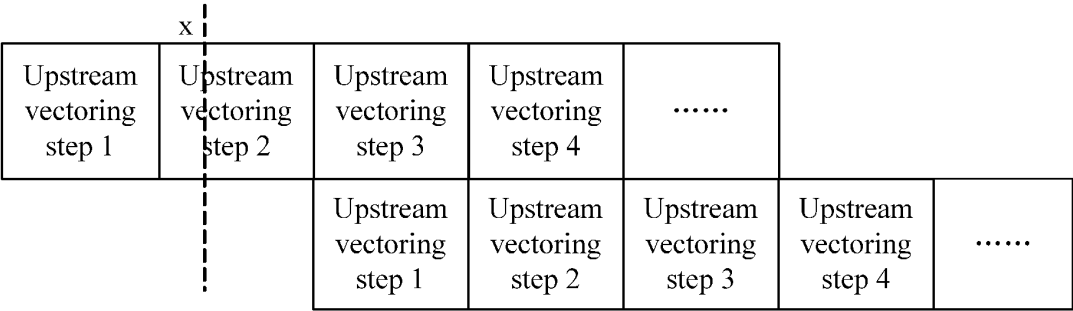 x
Upstream vectoring step 1
Upstream vectoring step 2
Upstream vectoring step 3
Upstream vectoring step 4
……
Upstream vectoring step 1
Upstream vectoring step 2
Upstream vectoring step 3
Upstream vectoring step 4
……